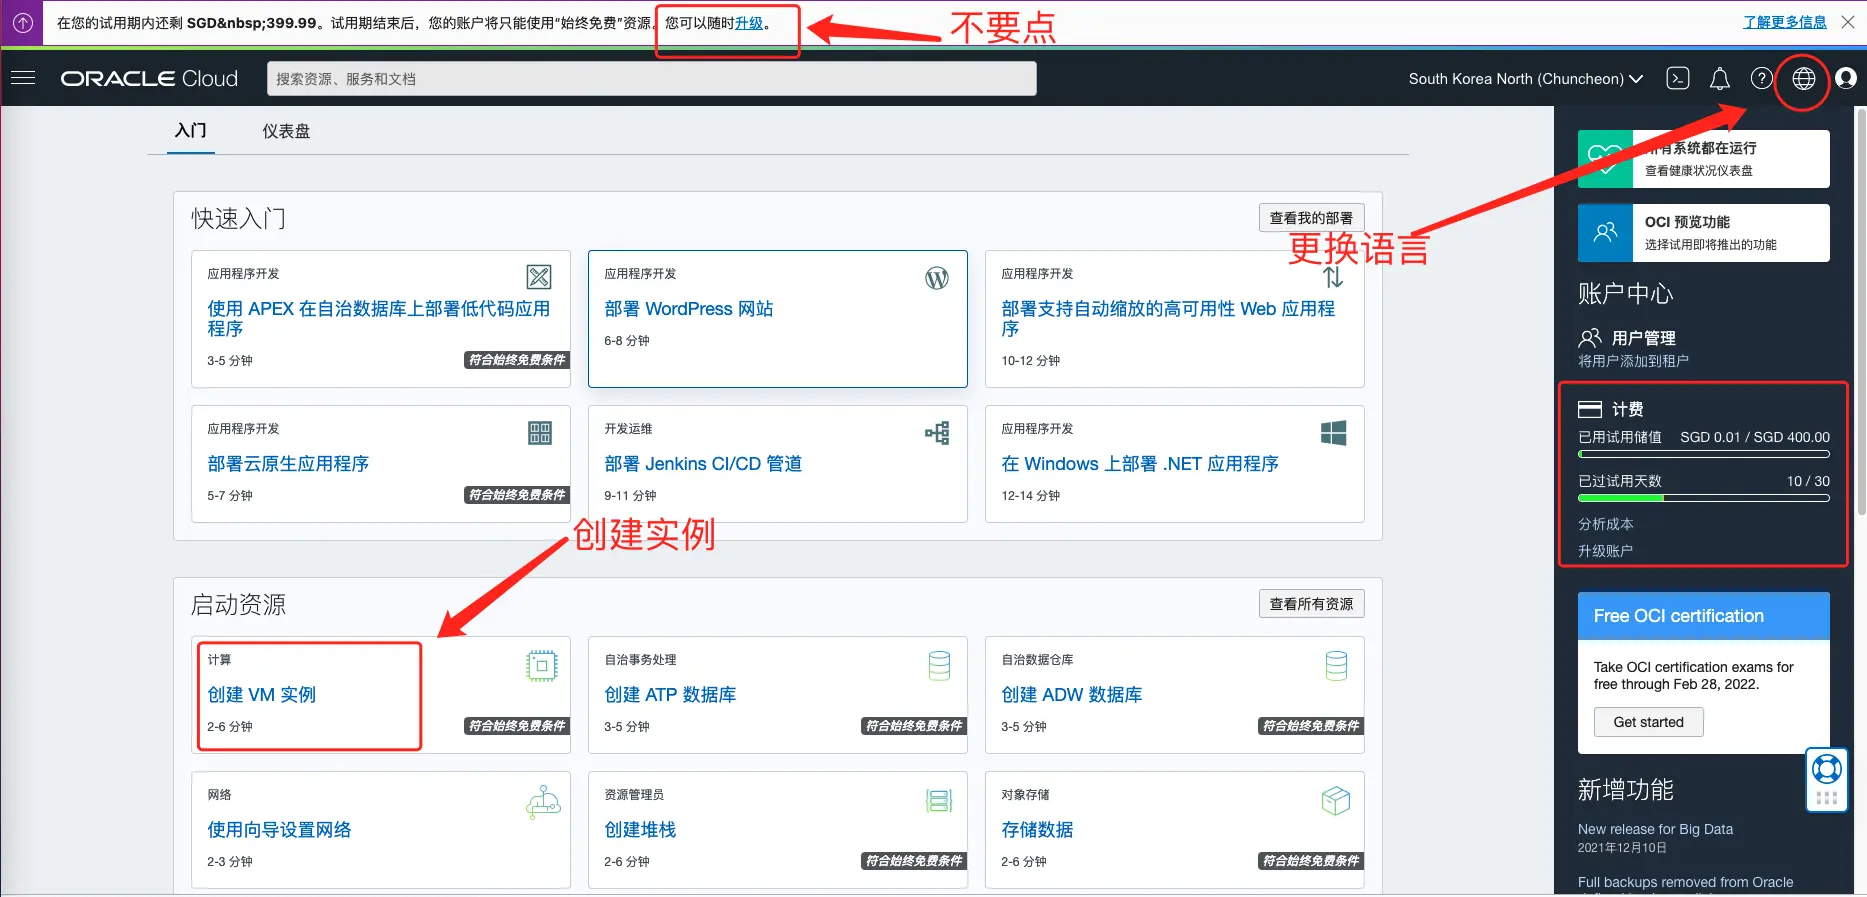 在您的试用期内还剩 SGD&nbsp;399.99。试用期结束后，您的账户将只能使用“始终免费”资源。您可以随时升级。
不要点
了解更多信息
ORACLE Cloud
搜索资源、服务和文档
South Korea North (Chuncheon)
入门
仪表盘
快速入门
查看我的部署
更换语言
应用程序开发
使用 APEX 在自治数据库上部署低代码应用
程序
3-5 分钟
符合始终免费条件
应用程序开发
部署 WordPress 网站
6-8 分钟
应用程序开发
部署支持自动缩放的高可用性 Web 应用程
序
10-12 分钟
应用程序开发
部署云原生应用程序
5-7 分钟
符合始终免费条件
开发运维
部署 Jenkins CI/CD 管道
9-11 分钟
应用程序开发
在 Windows 上部署 .NET 应用程序
12-14 分钟
创建实例
启动资源
查看所有资源
计算
创建 VM 实例
2-6 分钟
符合始终免费条件
自治事务处理
创建 ATP 数据库
3-5 分钟
符合始终免费条件
自治数据仓库
创建 ADW 数据库
3-5 分钟
符合始终免费条件
网络
使用向导设置网络
2-3 分钟
资源管理员
创建堆栈
2-6 分钟
符合始终免费条件
对象存储
存储数据
2-6 分钟
符合始终免费条件
所有系统都在运行
查看健康状况仪表盘
OCI 预览功能
选择试用即将推出的功能
账户中心
用户管理
将用户添加到租户
计费
已用试用储值 SGD 0.01 / SGD 400.00
已过试用天数 10 / 30
分析成本
升级账户
Free OCI certification
Take OCI certification exams for
free through Feb 28, 2022.
Get started
新增功能
New release for Big Data
2021年12月10日
Full backups removed from Oracle